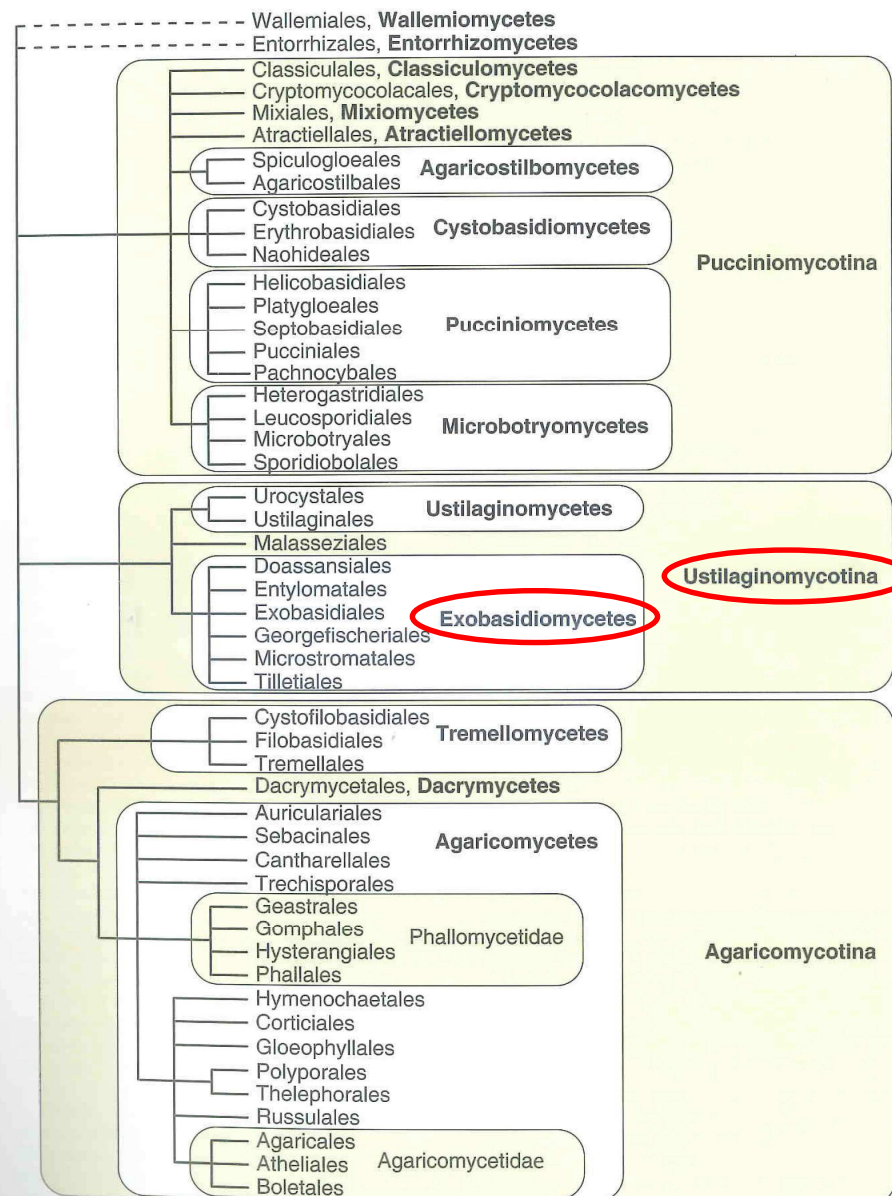 Wallemiales, Wallemiomycetes
Entorrhizales, Entorrhizomycetes
Classiculales, Classiculomycetes
Cryptomycocolacales, Cryptomycocolacomycetes
Mixiales, Mixiomycetes
Atractiellales, Atractiellomycetes
Spiculogloeales
Agaricostilbomycetes
Agaricostilbales
Cystobasidiales
Erythrobasidiales
Cystobasidiomycetes
Naohideales
Pucciniomycotina
Helicobasidiales
Platygloeales
Septobasidiales
Pucciniomycetes
Pucciniales
Pachnocybales
Heterogastridiales
Leucosporidiales
Microbotryomycetes
Microbotryales
Sporidiobolales
Urocystales
Ustilaginomycetes
Ustilaginales
Malasseziales
Doassansiales
Ustilaginomycotina
Entylomatales
Exobasidiales
Exobasidiomycetes
Georgefischeriales
Microstromatales
Tilletiales
Cystofilobasidiales
Filobasidiales
Tremellomycetes
Tremellales
Dacrymycetales, Dacrymycetes
Auriculariales
Sebacinales
Agaricomycetes
Cantharellales
Trechisporales
Geastrales
Gomphales
Phallomycetidae
Hysterangiales
Agaricomycotina
Phallales
Hymenochaetales
Corticiales
Gloeophyllales
Polyporales
Thelephorales
Russulales
Agaricales
Atheliales
Agaricomycetidae
Boletales